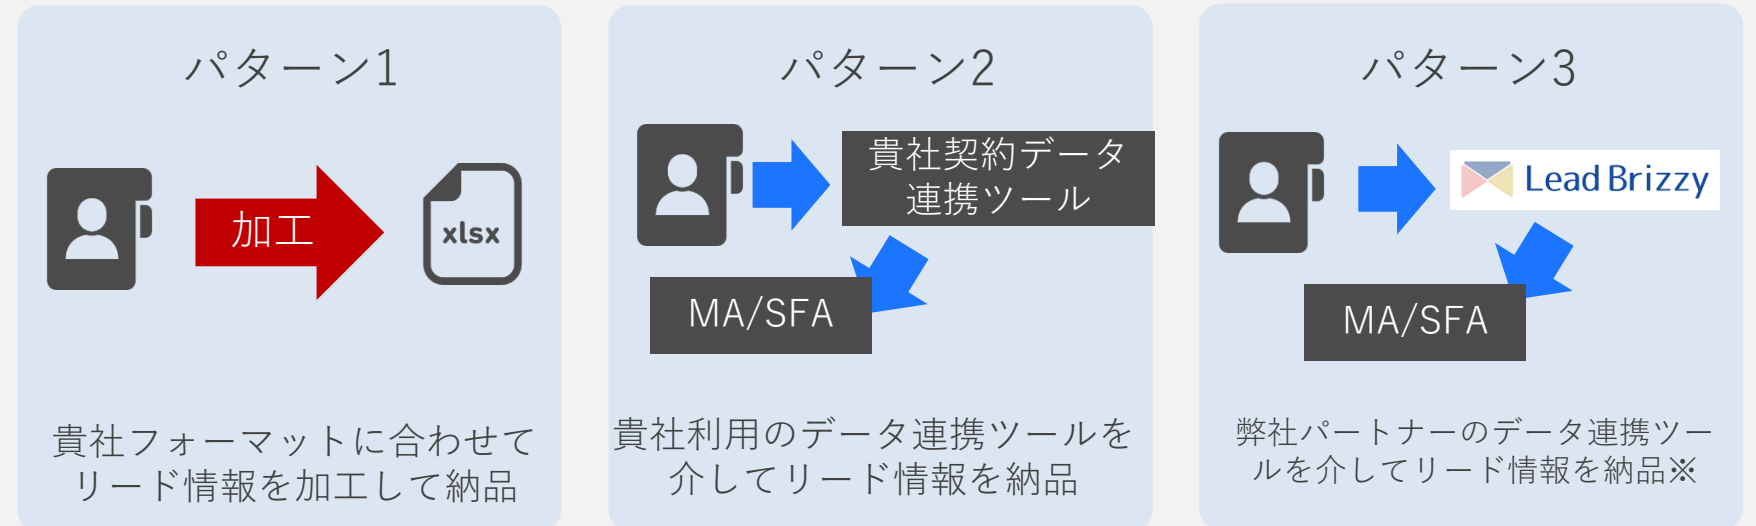 パターン1
加工
xlsx
貴社フォーマットに合わせて
リード情報を加工して納品
パターン2
貴社契約データ
連携ツール
MA/SFA
貴社利用のデータ連携ツールを
介してリード情報を納品
パターン3
Lead Brizzy
MA/SFA
弊社パートナーのデータ連携ツー
ルを介してリード情報を納品※